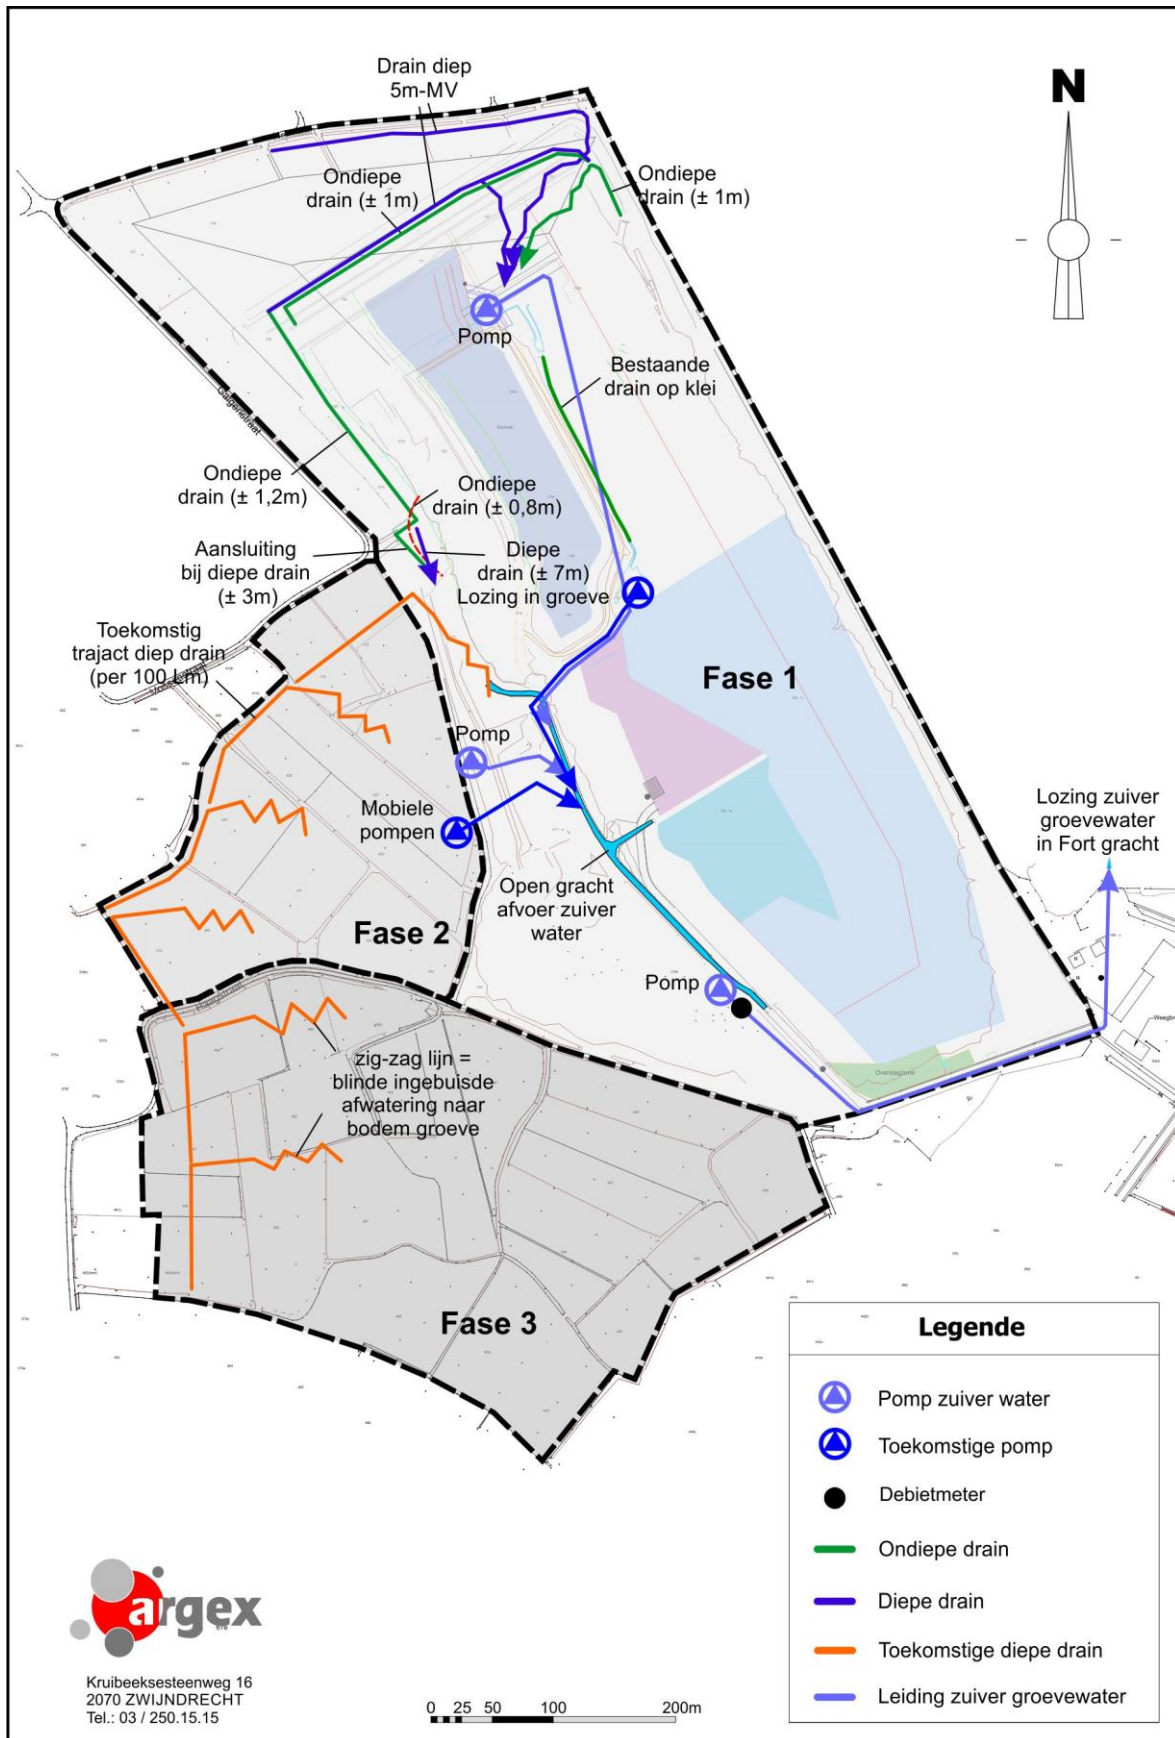 Drain diep
5m-MV
N
Ondiepe
drain (± 1m)
Ondiepe
drain (± 1m)
Pomp
Bestaande
drain op klei
Galgenstraat
Ondiepe
drain (± 1,2m)
Ondiepe
drain (± 0,8m)
Aansluiting
bij diepe drain
(± 3m)
Diepe
drain (± 7m)
Lozing in groeve
Toekomstig
trajact diep drain
(per 100 Lm)
Fase 1
Pomp
Mobiele
pompen
Lozing zuiver
groevewater
in Fort gracht
Open gracht
afvoer zuiver
water
Fase 2
Pomp
Weegbr
Overslagzone
zig-zag lijn =
blinde ingebuisde
afwatering naar
bodem groeve
Fase 3
Legende
Pomp zuiver water
Toekomstige pomp
Debietmeter
Ondiepe drain
Diepe drain
Toekomstige diepe drain
Leiding zuiver groevewater
argex
Kruibeeksesteenweg 16
2070 ZWIJNDRECHT
Tel.: 03 / 250.15.15
0 25 50 100 200m